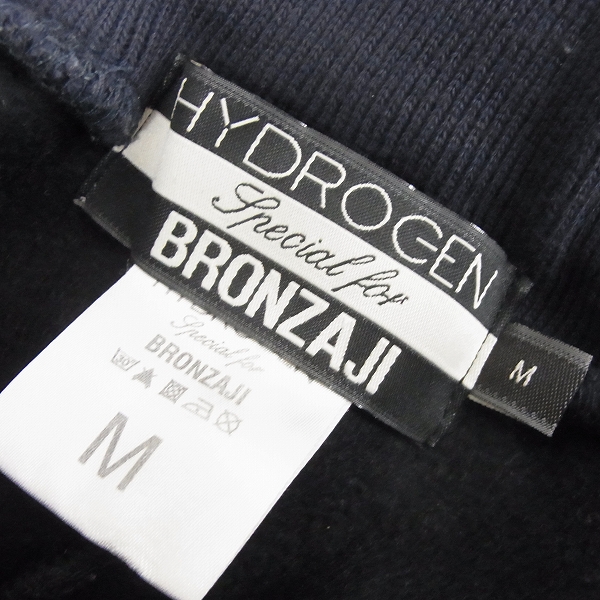 HYDROGEN
Special for
BRONZAJI
M
Special for
BRONZAJI
M